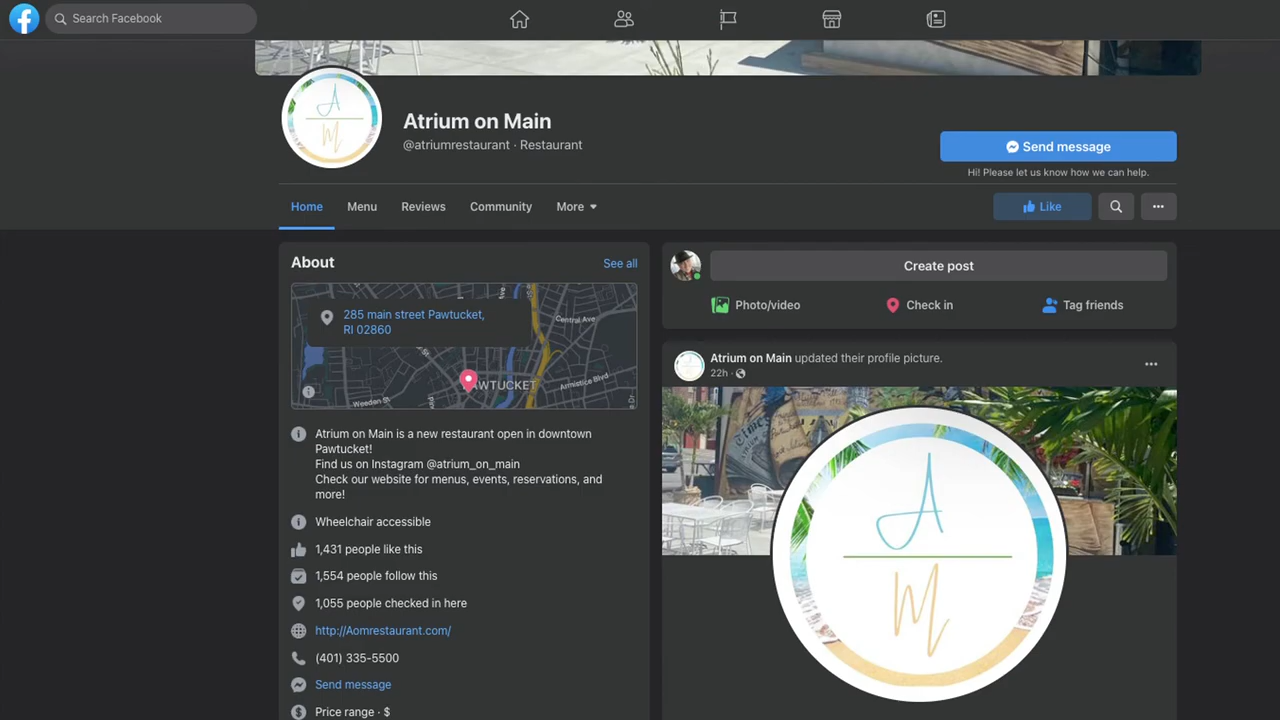 Search Facebook
A
M
Atrium on Main
@atriumrestaurant · Restaurant
Send message
Hi! Please let us know how we can help.
Home
Menu
Reviews
Community
More
Like
About
See all
285 main street Pawtucket,
RI 02860
Central Ave
Armistice Blvd
Weeden St
AWTUCKET
Atrium on Main is a new restaurant open in downtown
Pawtucket!
Find us on Instagram @atrium_on_main
Check our website for menus, events, reservations, and
more!
Wheelchair accessible
1,431 people like this
1,554 people follow this
1,055 people checked in here
http://Aomrestaurant.com/
(401) 335-5500
Send message
Price range · $
Create post
Photo/video
Check in
Tag friends
Atrium on Main updated their profile picture.
22h ·
A
M